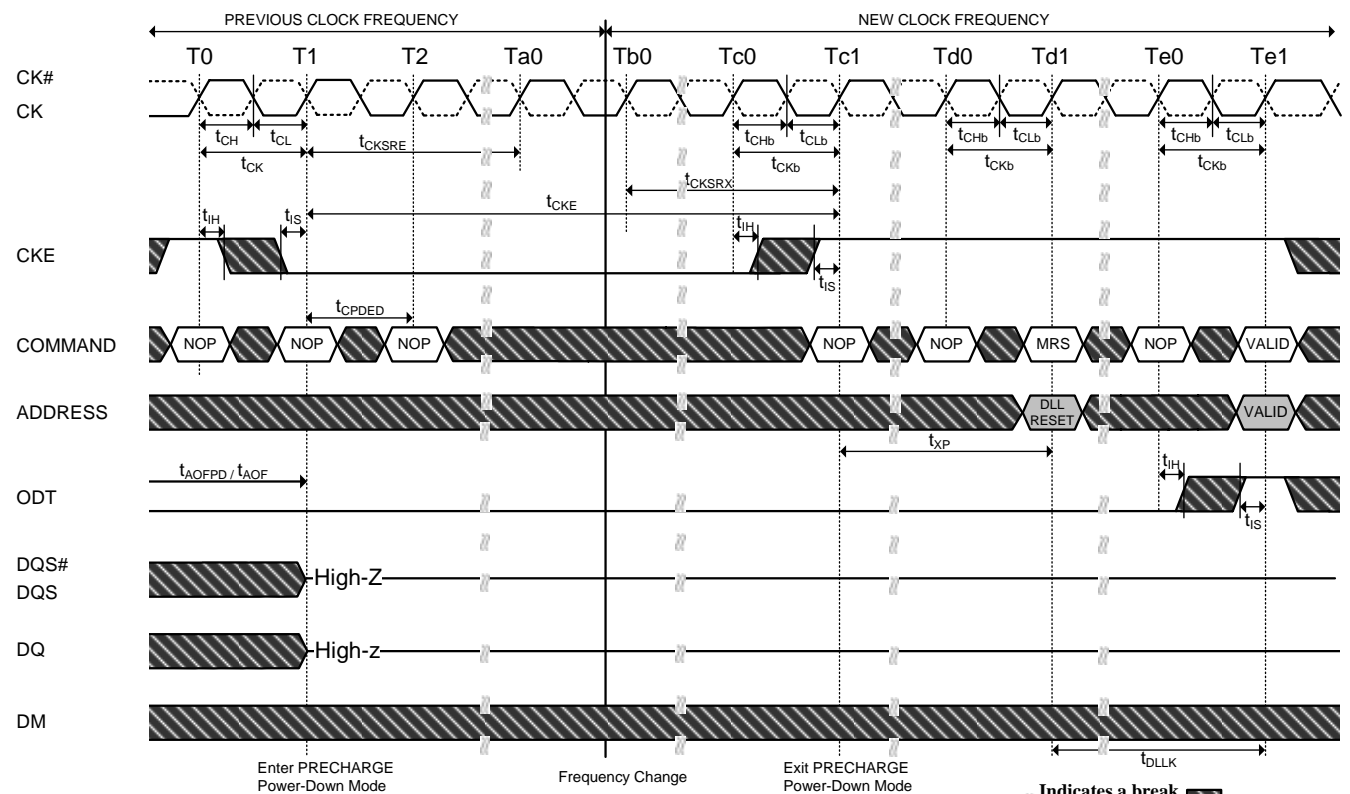 PREVIOUS CLOCK FREQUENCY NEW CLOCK FREQUENCY
T0 T1 T2 Ta0 Tb0 Tc0 Tc1 Td0 Td1 Te0 Te1
CK#
CK
tCH tCL tCHb tCLb tCHb tCLb tCHb tCLb
tCK tCKSRE tCKb tCKb tCKb
tCKSRX
tCKE
tIH tIS tIH
CKE
tIS
tCPDED
COMMAND NOP NOP NOP NOP NOP MRS NOP VALID
ADDRESS DLL RESET VALID
tXP
tAOFPD / tAOF tIH
ODT
tIS
DQS#
DQS
High-Z
DQ High-z
DM
tDLLK
Enter PRECHARGE
Power-Down Mode
Frequency Change
Exit PRECHARGE
Power-Down Mode
Indicates a break